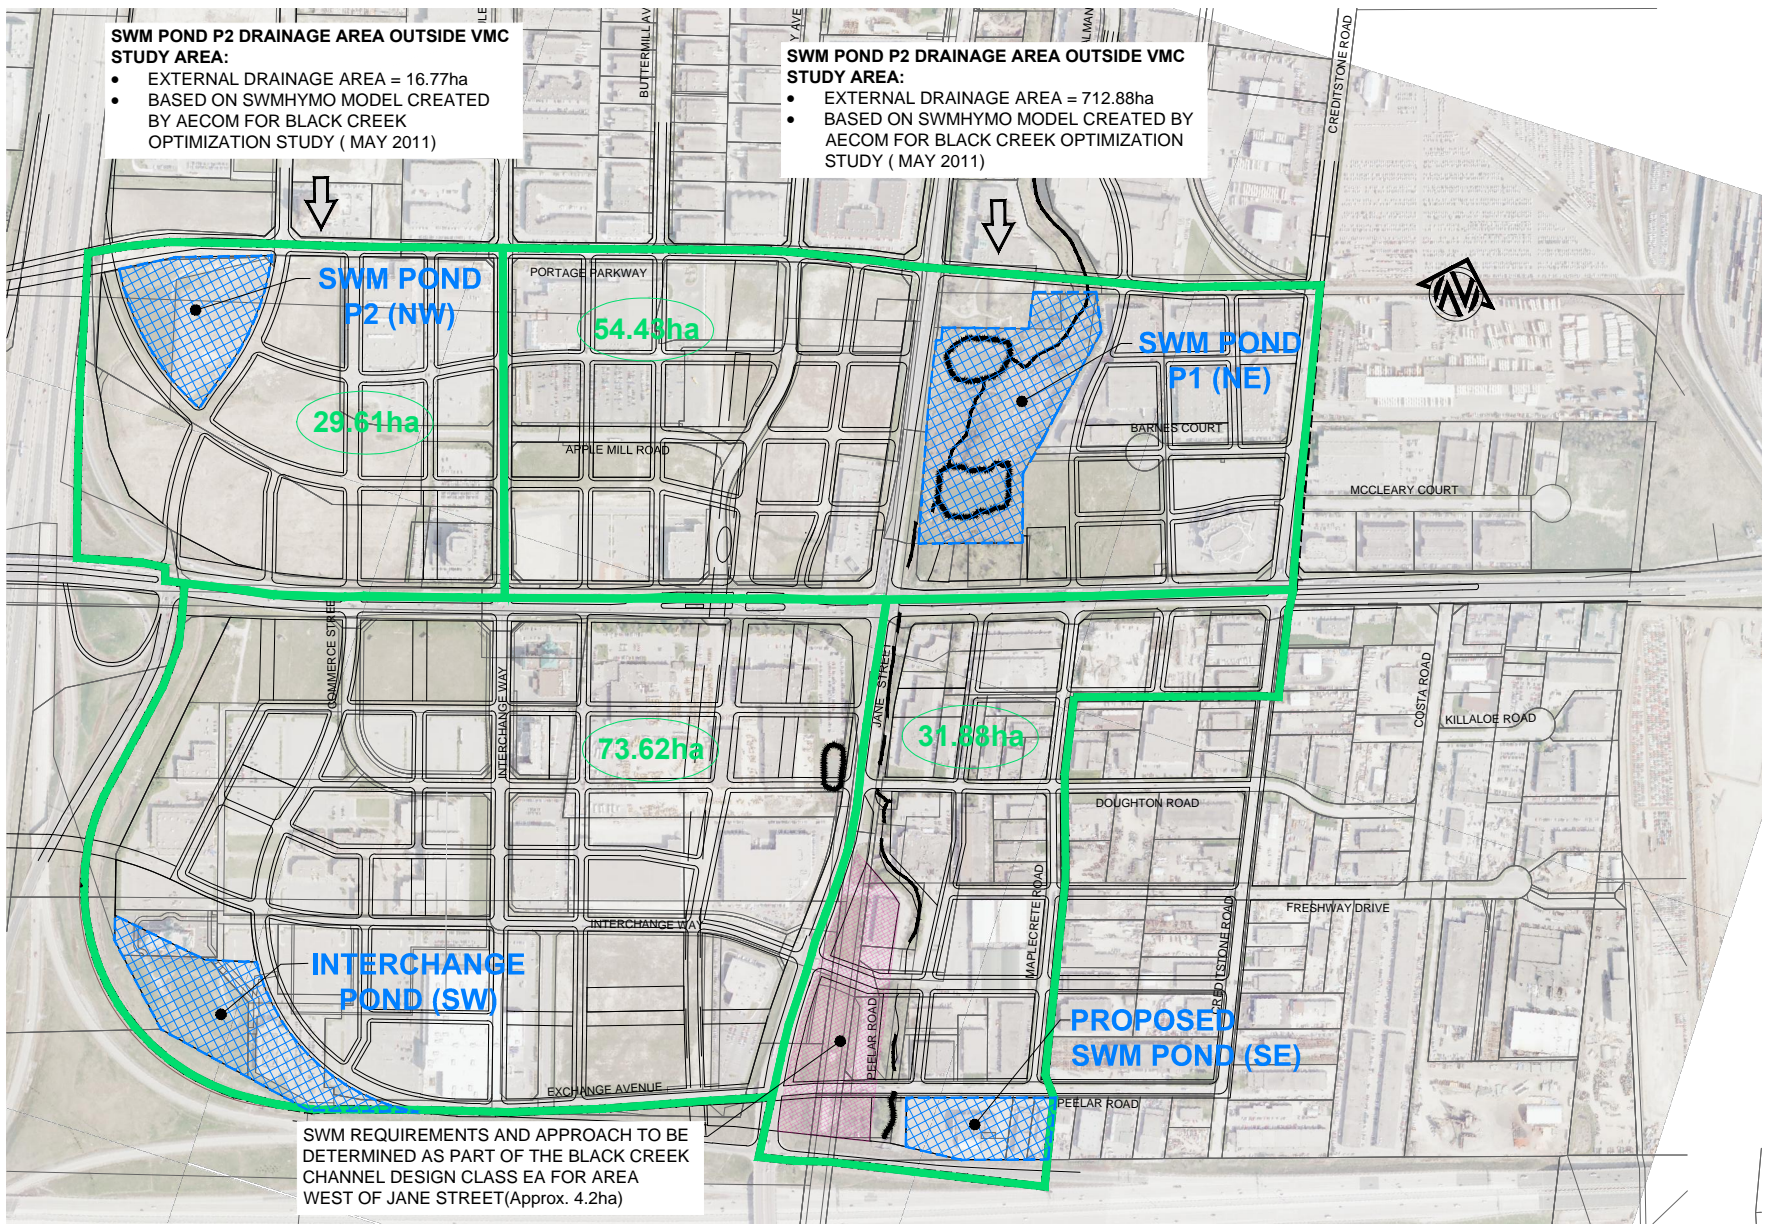 SWM POND P2 DRAINAGE AREA OUTSIDE VMC
STUDY AREA:
• EXTERNAL DRAINAGE AREA = 16.77ha
• BASED ON SWMHYMO MODEL CREATED
BY AECOM FOR BLACK CREEK
OPTIMIZATION STUDY ( MAY 2011)
BUTTERMILL AV
Y AVE
ALMAN
SWM POND P2 DRAINAGE AREA OUTSIDE VMC
STUDY AREA:
• EXTERNAL DRAINAGE AREA = 712.88ha
• BASED ON SWMHYMO MODEL CREATED BY
AECOM FOR BLACK CREEK OPTIMIZATION
STUDY ( MAY 2011)
CREDITSTONE ROAD
SWM POND
P2 (NW)
PORTAGE PARKWAY
54.43ha
N
SWM POND
P1 (NE)
29.61ha
APPLE MILL ROAD
BARNES COURT
MCCLEARY COURT
COMMERCE STREE
INTERCHANGE WAY
JANE STREET
73.62ha
31.88ha
COSTA ROAD
KILLALOE ROAD
DOUGHTON ROAD
INTERCHANGE WAY
MAPLECRETE ROAD
CREDITSTONE ROAD
FRESHWAY DRIVE
INTERCHANGE
POND (SW)
PEELAR ROAD
PROPOSED
SWM POND (SE)
EXCHANGE AVENUE
PEELAR ROAD
SWM REQUIREMENTS AND APPROACH TO BE
DETERMINED AS PART OF THE BLACK CREEK
CHANNEL DESIGN CLASS EA FOR AREA
WEST OF JANE STREET(Approx. 4.2ha)